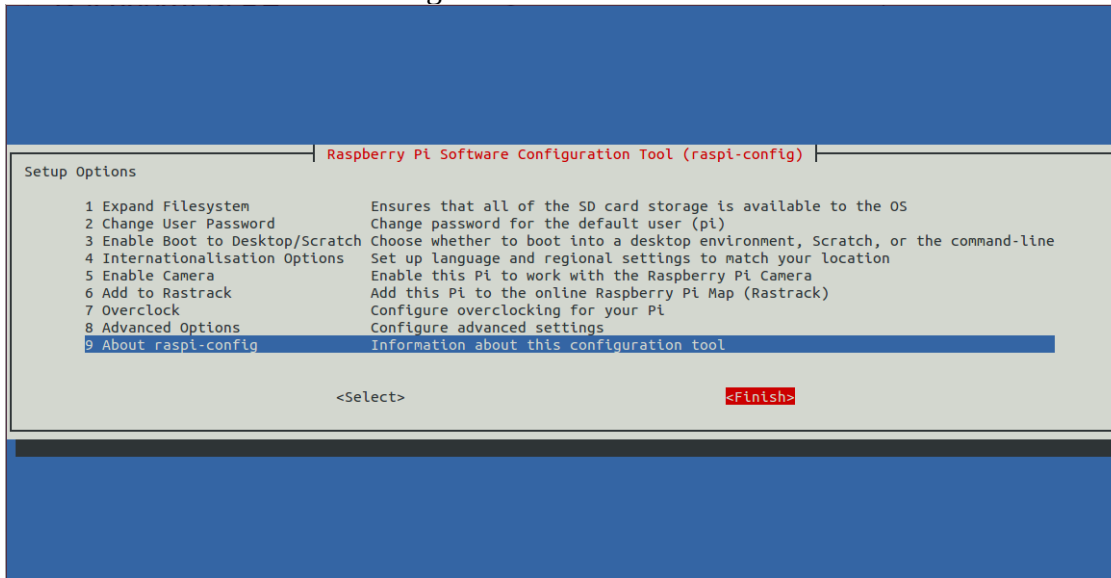 Raspberry Pi Software Configuration Tool (raspi-config)
Setup Options
1 Expand Filesystem Ensures that all of the SD card storage is available to the OS
2 Change User Password Change password for the default user (pi)
3 Enable Boot to Desktop/Scratch Choose whether to boot into a desktop environment, Scratch, or the command-line
4 Internationalisation Options Set up language and regional settings to match your location
5 Enable Camera Enable this Pi to work with the Raspberry Pi Camera
6 Add to Rastrack Add this Pi to the online Raspberry Pi Map (Rastrack)
7 Overclock Configure overclocking for your Pi
8 Advanced Options Configure advanced settings
9 About raspi-config Information about this configuration tool
<Select> <Finish>